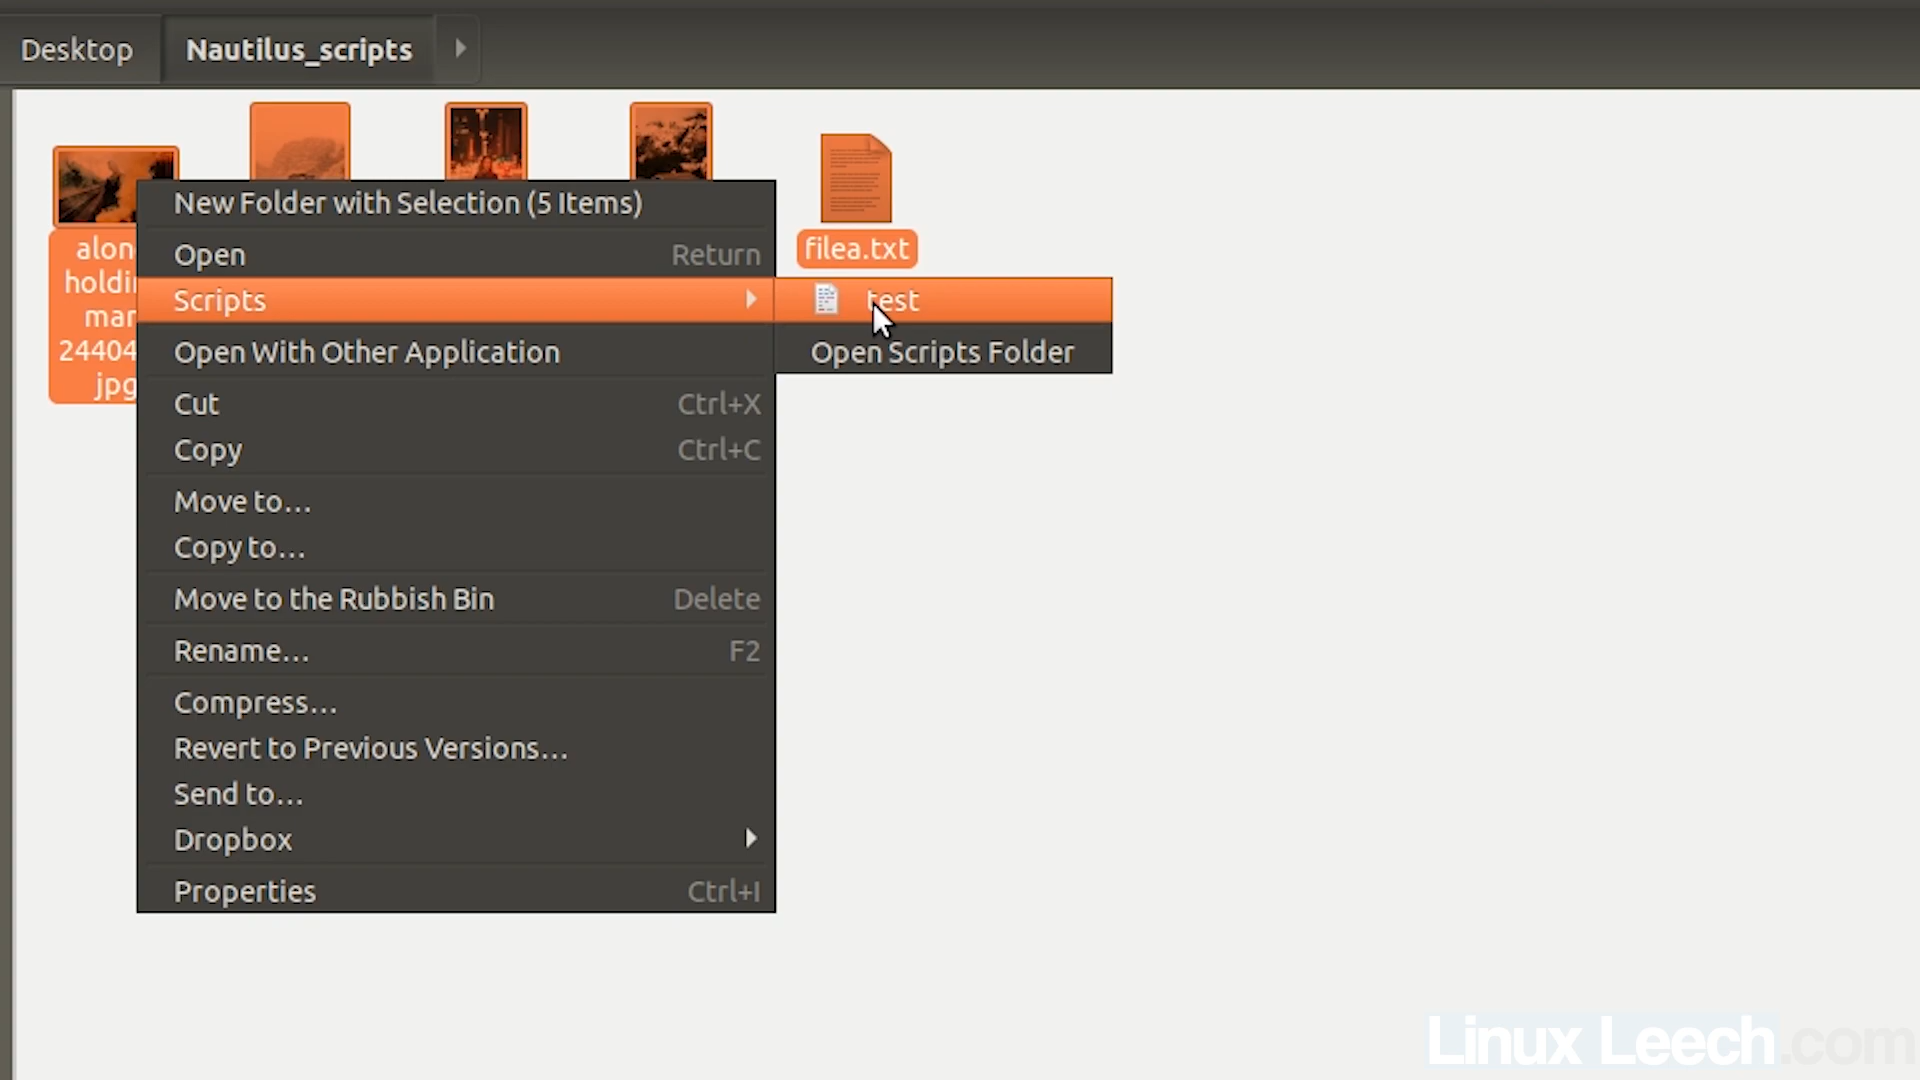 Desktop
Nautilus_scripts
filea.txt
New Folder with Selection (5 Items)
Open Return
Scripts
test
Open With Other Application
Open Scripts Folder
Cut Ctrl+X
Copy Ctrl+C
Move to...
Copy to...
Move to the Rubbish Bin Delete
Rename... F2
Compress...
Revert to Previous Versions...
Send to...
Dropbox
Properties Ctrl+I
jpg
Linux Leech.com